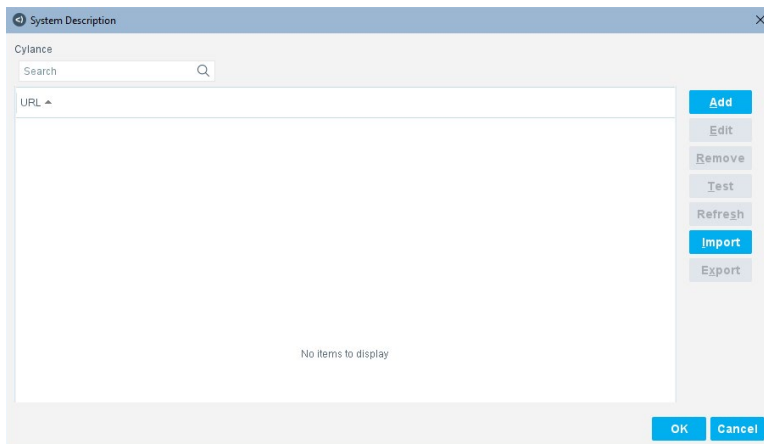 System Description
Cylance
Search
URL
Add
Edit
Remove
Test
Refresh
Import
Export
No items to display
OK
Cancel